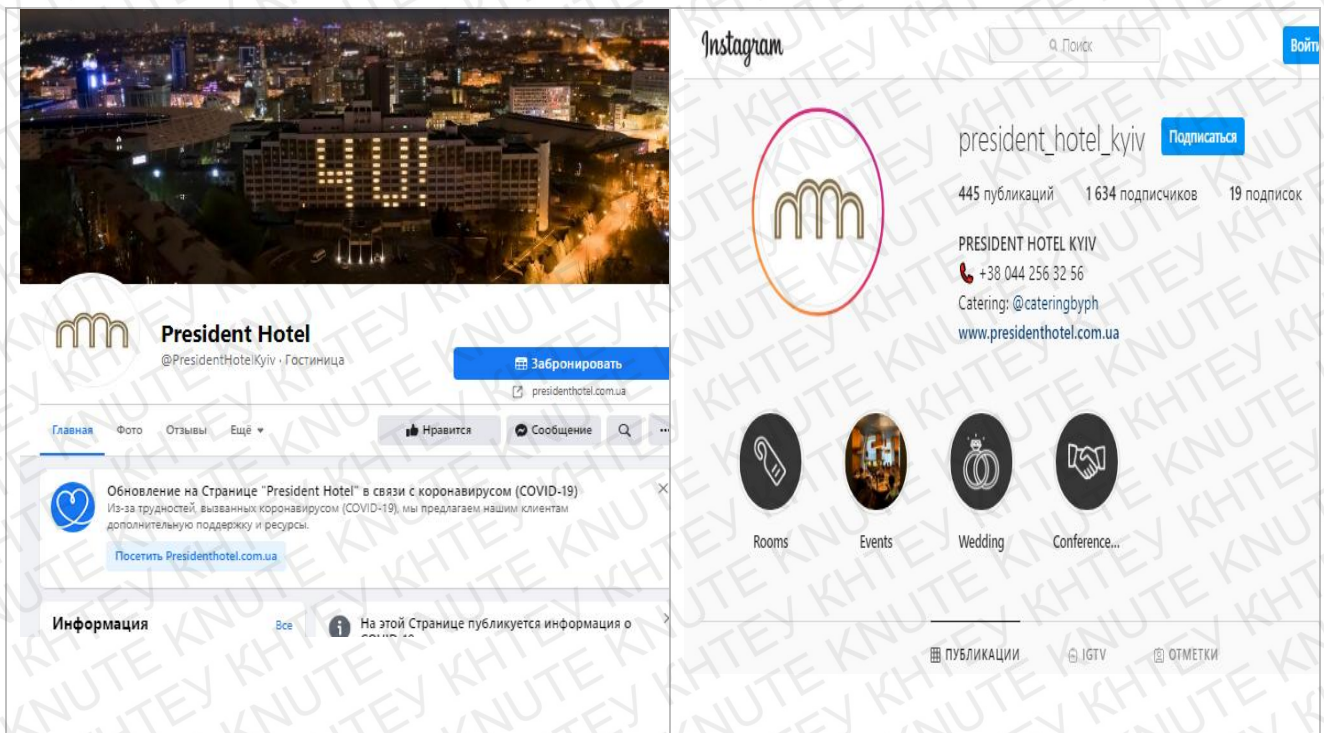 President Hotel
@PresidentHotelKyiv · Гостиница
Забронировать
presidenthotel.com.ua
Главная Фото Отзывы Ещё
Нравится Сообщение
Обновление на Странице "President Hotel" в связи с коронавирусом (COVID-19)
Из-за трудностей, вызванных коронавирусом (COVID-19), мы предлагаем нашим клиентам
дополнительную поддержку и ресурсы.
Посетить Presidenthotel.com.ua
Информация Все
На этой Странице публикуется информация о
Instagram
Поиск
Войти
president_hotel_kyiv Подписаться
445 публикаций 1 634 подписчиков 19 подписок
PRESIDENT HOTEL KYIV
+38 044 256 32 56
Catering: @cateringbyph
www.presidenthotel.com.ua
Rooms Events Wedding Conference...
ПУБЛИКАЦИИ IGTV ОТМЕТКИ